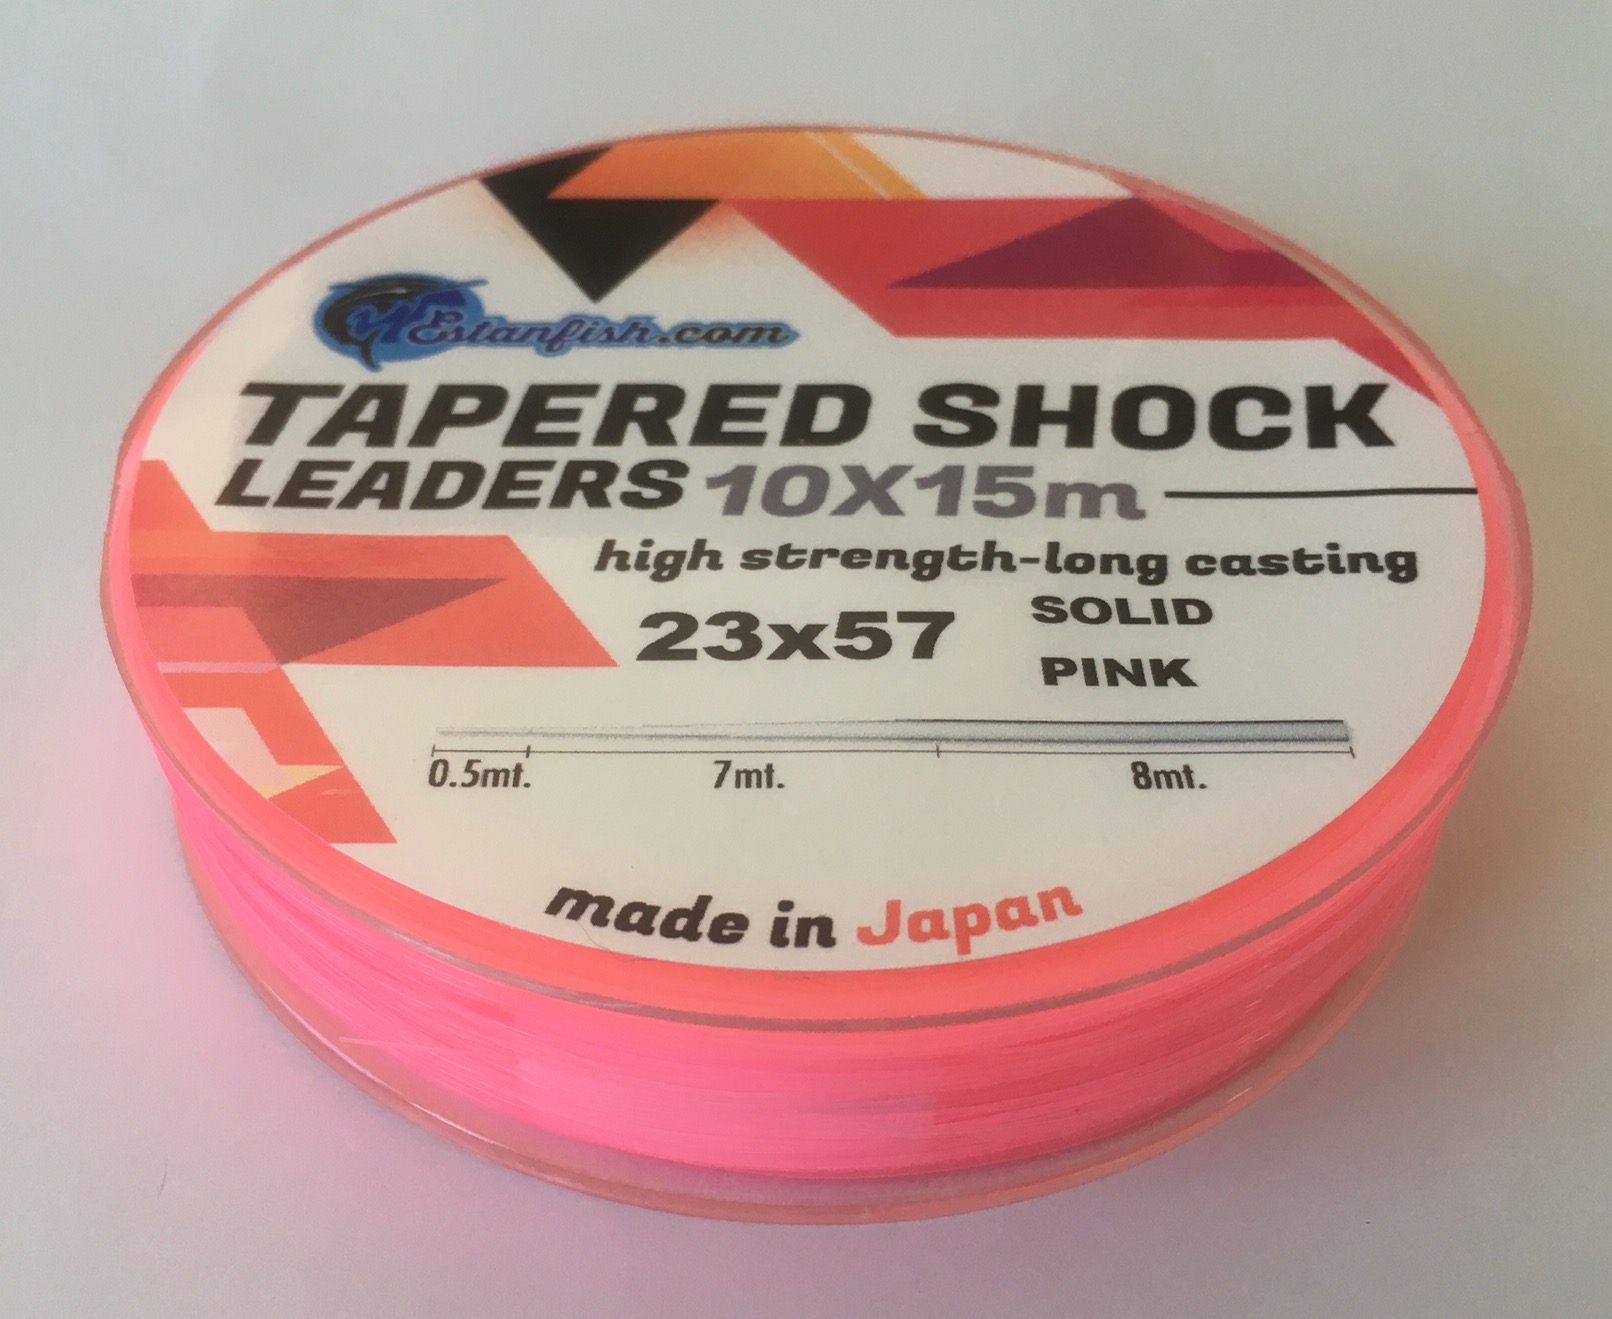 Estanfish.com
TAPERED SHOCK
LEADERS 10X15m
high strength-long casting
23x57 SOLID
PINK
0.5mt. 7mt. 8mt.
made in Japan